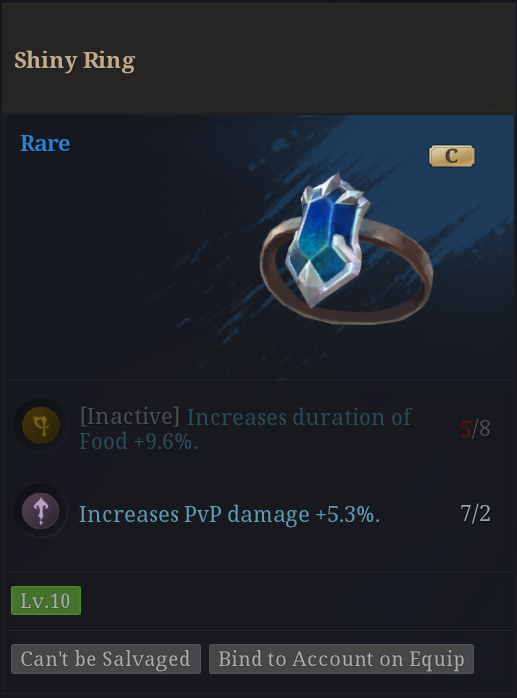 Shiny Ring
Rare
C
[Inactive] Increases duration of
Food +9.6%.
5/8
Increases PvP damage +5.3%.
7/2
Lv.10
Can't be Salvaged
Bind to Account on Equip